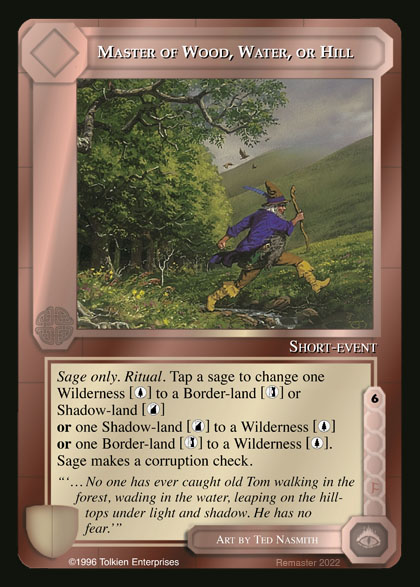 Master of Wood, Water, or Hill
Short-event
Sage only. Ritual. Tap a sage to change one
Wilderness [] to a Border-land [] or
Shadow-land []
or one Shadow-land [] to a Wilderness []
or one Border-land [] to a Wilderness [].
Sage makes a corruption check.
6
“‘… No one has ever caught old Tom walking in the
forest, wading in the water, leaping on the hill-
tops under light and shadow. He has no
fear.’”
Art by Ted Nasmith
©1996 Tolkien Enterprises
Remaster 2022